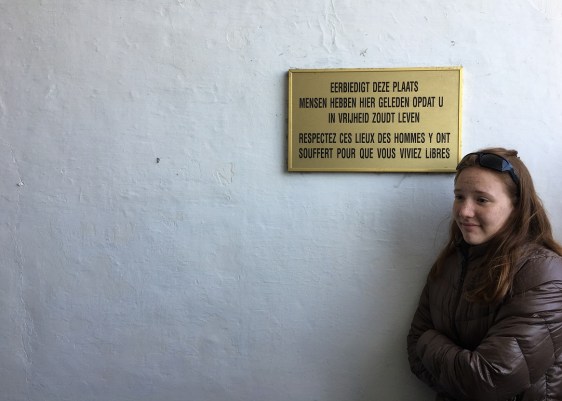 EERBIEDIGT DEZE PLAATS
MENSEN HEBBEN HIER GELEDEN OPDAT U
IN VRIJHEID ZOUDT LEVEN
RESPECTEZ CES LIEUX DES HOMMES Y ONT
SOUFFERT POUR QUE VOUS VIVIEZ LIBRES